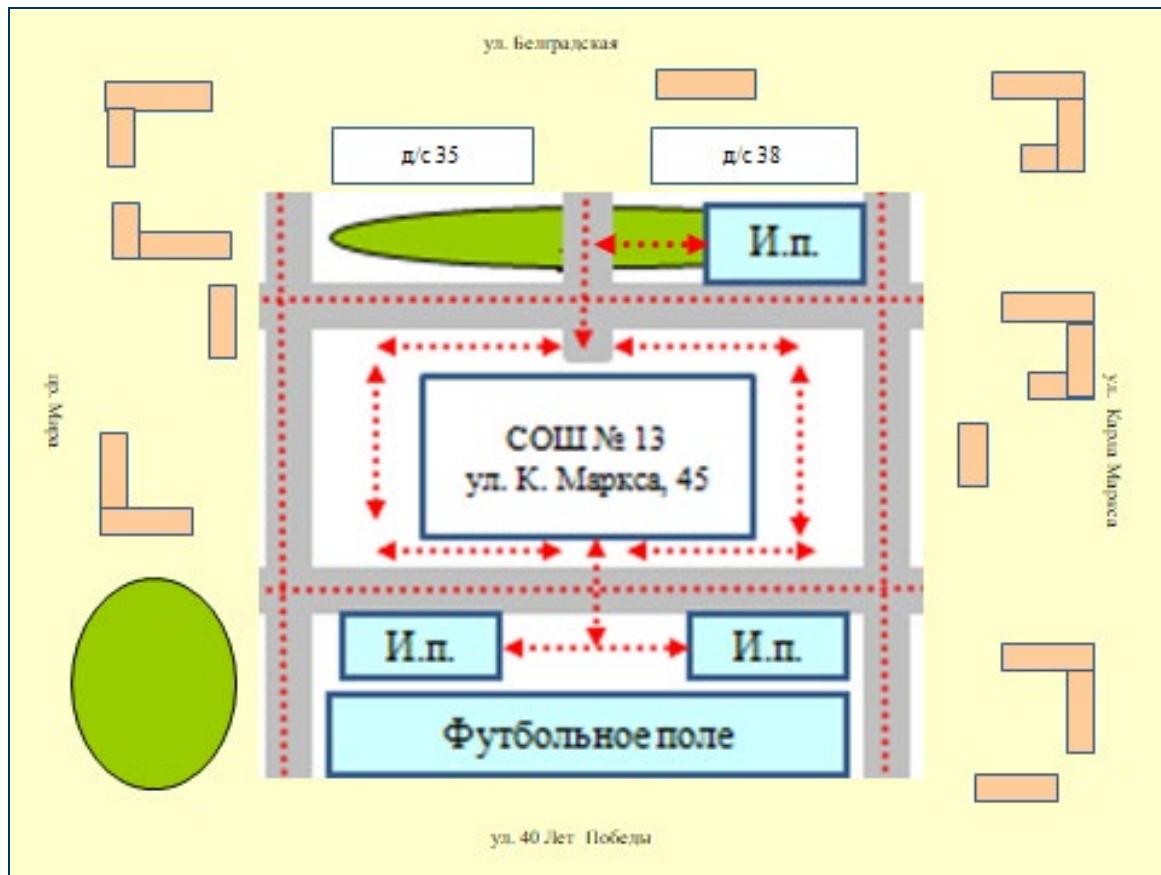 ул. Белградская
д/с 35
д/с 38
И.п.
пр. Мира
СОШ № 13
ул. К. Маркса, 45
ул. Карла Маркса
И.п.
И.п.
Футбольное поле
ул. 40 Лет Победы